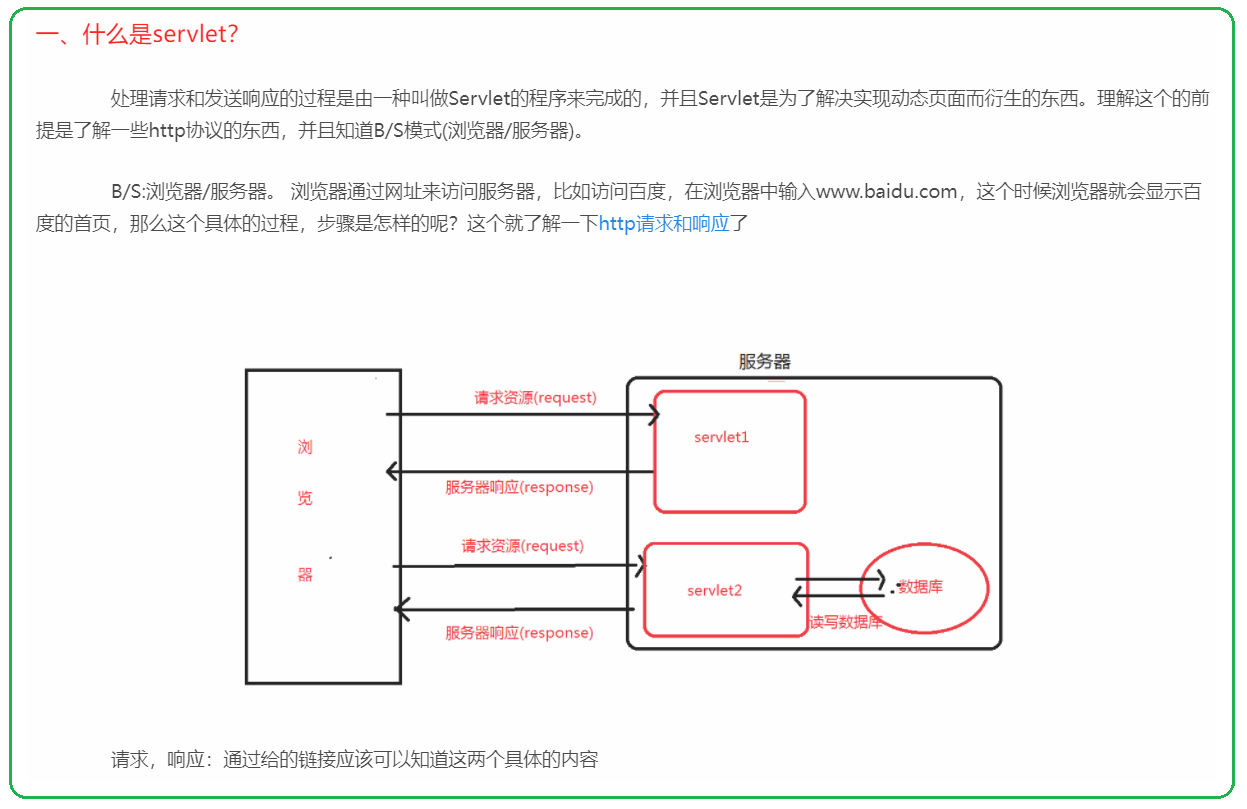 一、什么是servlet?
处理请求和发送响应的过程是由一种叫做Servlet的程序来完成的，并且Servlet是为了解决实现动态页面而衍生的东西。理解这个的前
提是了解一些http协议的东西，并且知道B/S模式(浏览器/服务器)。
B/S:浏览器/服务器。 浏览器通过网址来访问服务器，比如访问百度，在浏览器中输入www.baidu.com，这个时候浏览器就会显示百
度的首页，那么这个具体的过程，步骤是怎样的呢？这个就了解一下http请求和响应了
服务器
请求资源(request)
servlet1
浏
览
器
服务器响应(response)
请求资源(request)
servlet2
数据库
读写数据库
服务器响应(response)
请求，响应：通过给的链接应该可以知道这两个具体的内容